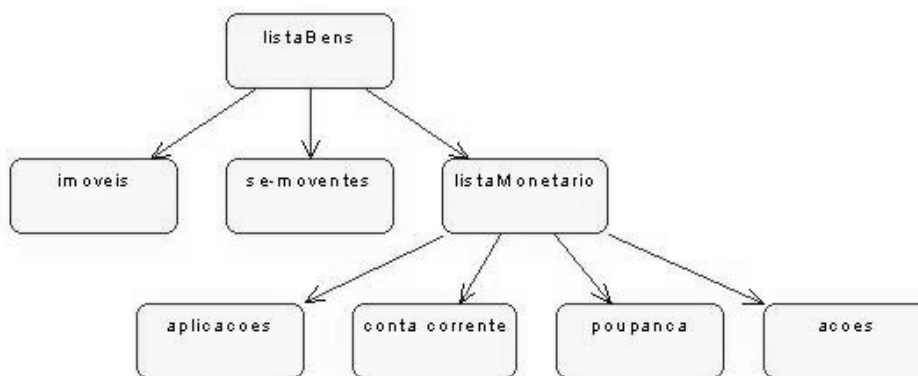 listaBens
imoveis
se-moventes
listaMonetario
aplicacoes
conta corrente
poupanca
acoes